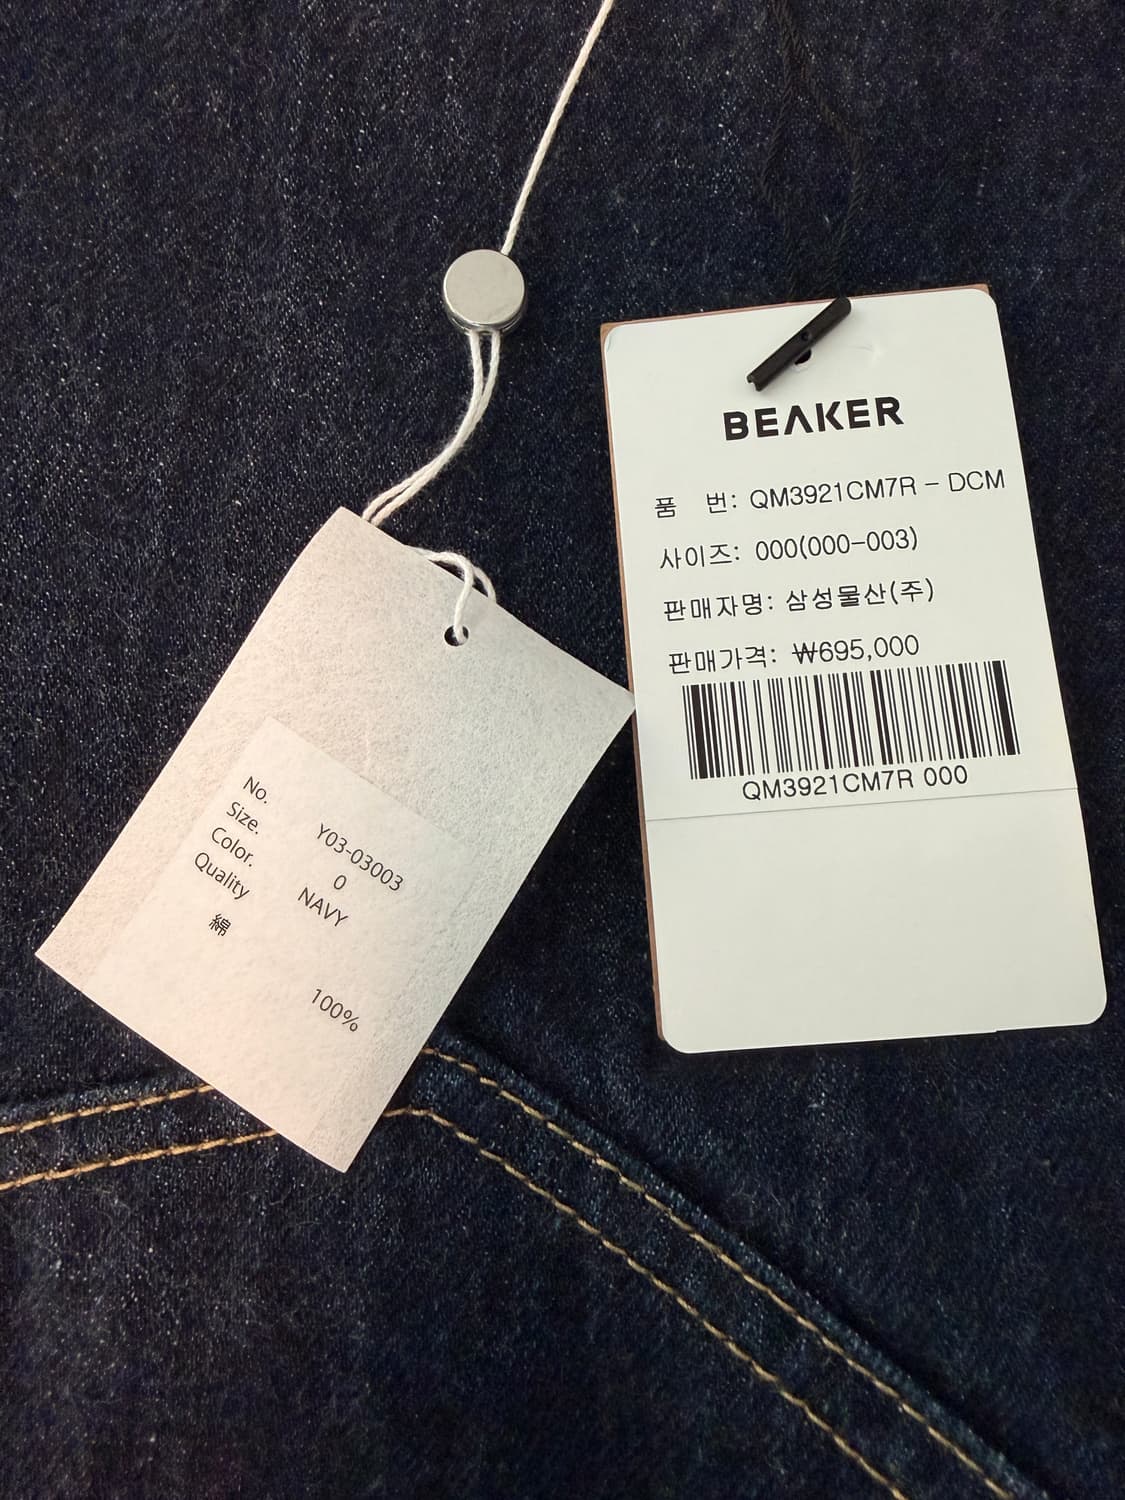 No. Y03-03003
Size. 0
Color. NAVY
Quality
綿 100%
BEAKER
품 번: QM3921CM7R - DCM
사이즈: 000(000-003)
판매자명: 삼성물산(주)
판매가격: ₩695,000
QM3921CM7R 000